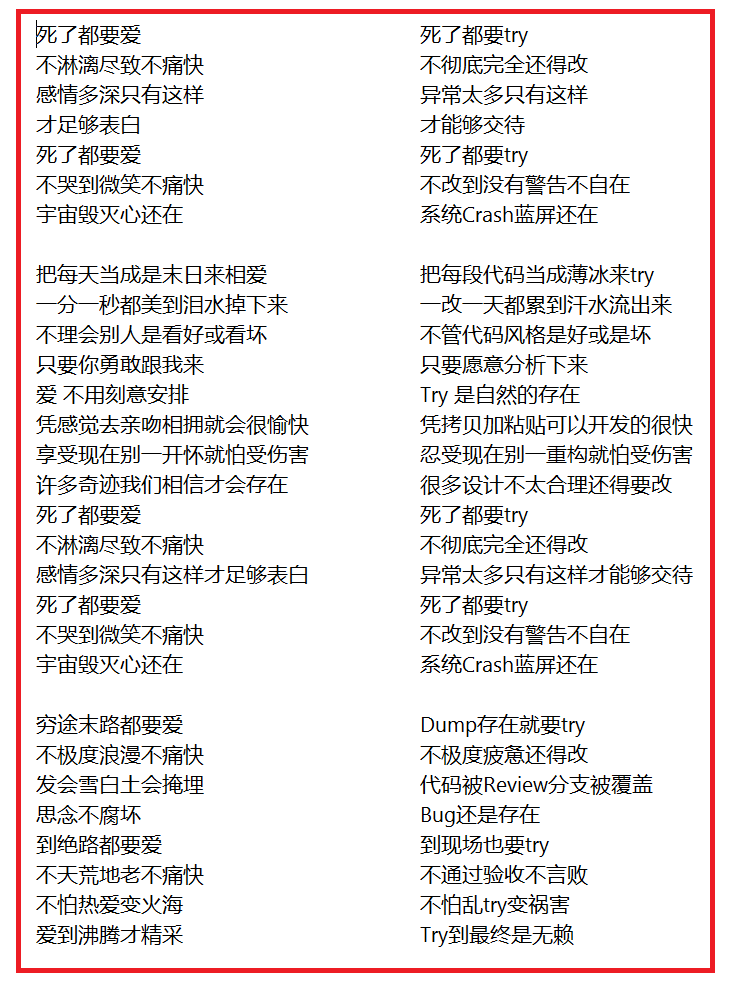 死了都要爱
不淋漓尽致不痛快
感情多深只有这样
才足够表白
死了都要爱
不哭到微笑不痛快
宇宙毁灭心还在
把每天当成是末日来相爱
一分一秒都美到泪水掉下来
不理会别人是看好或看坏
只要你勇敢跟我来
爱 不用刻意安排
凭感觉去亲吻相拥就会很愉快
享受现在别一开怀就怕受伤害
许多奇迹我们相信才会存在
死了都要爱
不淋漓尽致不痛快
感情多深只有这样才足够表白
死了都要爱
不哭到微笑不痛快
宇宙毁灭心还在
穷途末路都要爱
不极度浪漫不痛快
发会雪白土会掩埋
思念不腐坏
到绝路都要爱
不天荒地老不痛快
不怕热爱变火海
爱到沸腾才精采
死了都要try
不彻底完全还得改
异常太多只有这样
才能够交待
死了都要try
不改到没有警告不自在
系统Crash蓝屏还在
把每段代码当成薄冰来try
一改一天都累到汗水流出来
不管代码风格是好或是坏
只要愿意分析下来
Try 是自然的存在
凭拷贝加粘贴可以开发的很快
忍受现在别一重构就怕受伤害
很多设计不太合理还得要改
死了都要try
不彻底完全还得改
异常太多只有这样才能够交待
死了都要try
不改到没有警告不自在
系统Crash蓝屏还在
Dump存在就要try
不极度疲惫还得改
代码被Review分支被覆盖
Bug还是存在
到现场也要try
不通过验收不言败
不怕乱try变祸害
Try到最终是无赖